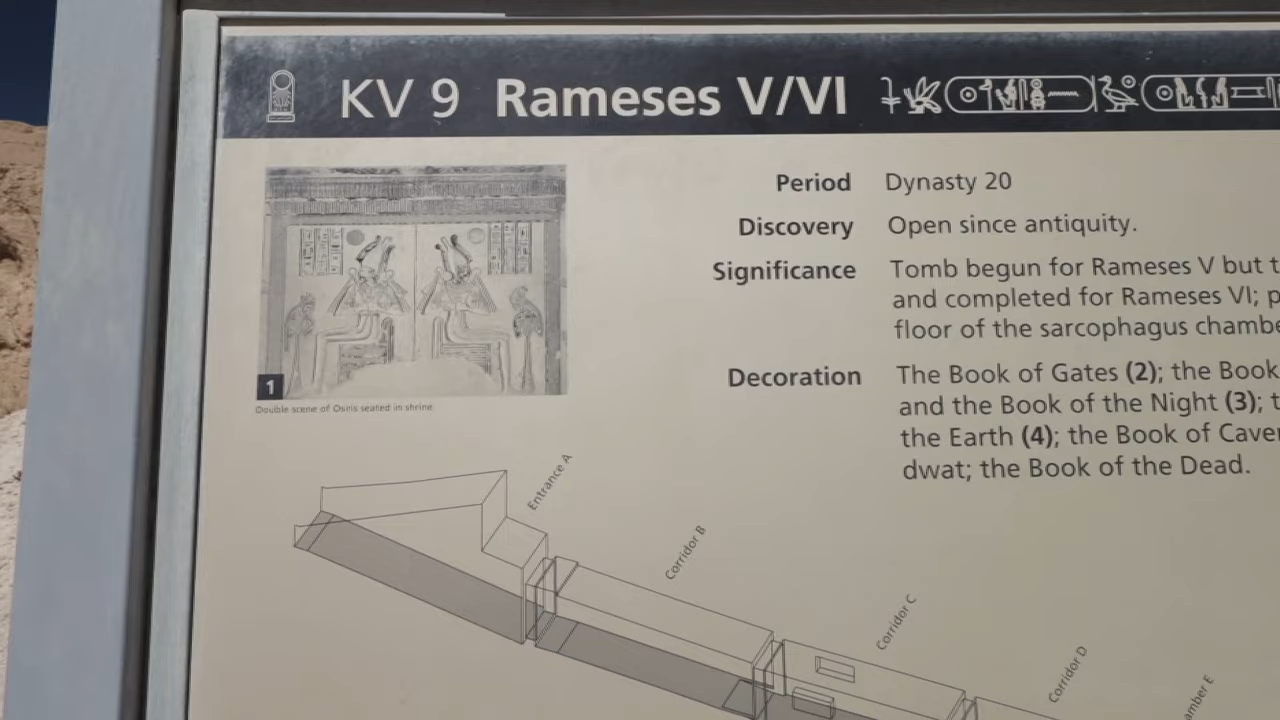 KV 9 Rameses V/VI
Period Dynasty 20
Discovery Open since antiquity.
Significance Tomb begun for Rameses V but
and completed for Rameses VI;
floor of the sarcophagus
Decoration The Book of Gates (2); the Book
and the Book of the Night (3);
the Earth (4); the Book of
dwat; the Book of the Dead.
1
Double scene of Osiris seated in shrine
Entrance A
Corridor B
Corridor C
Corridor D
E